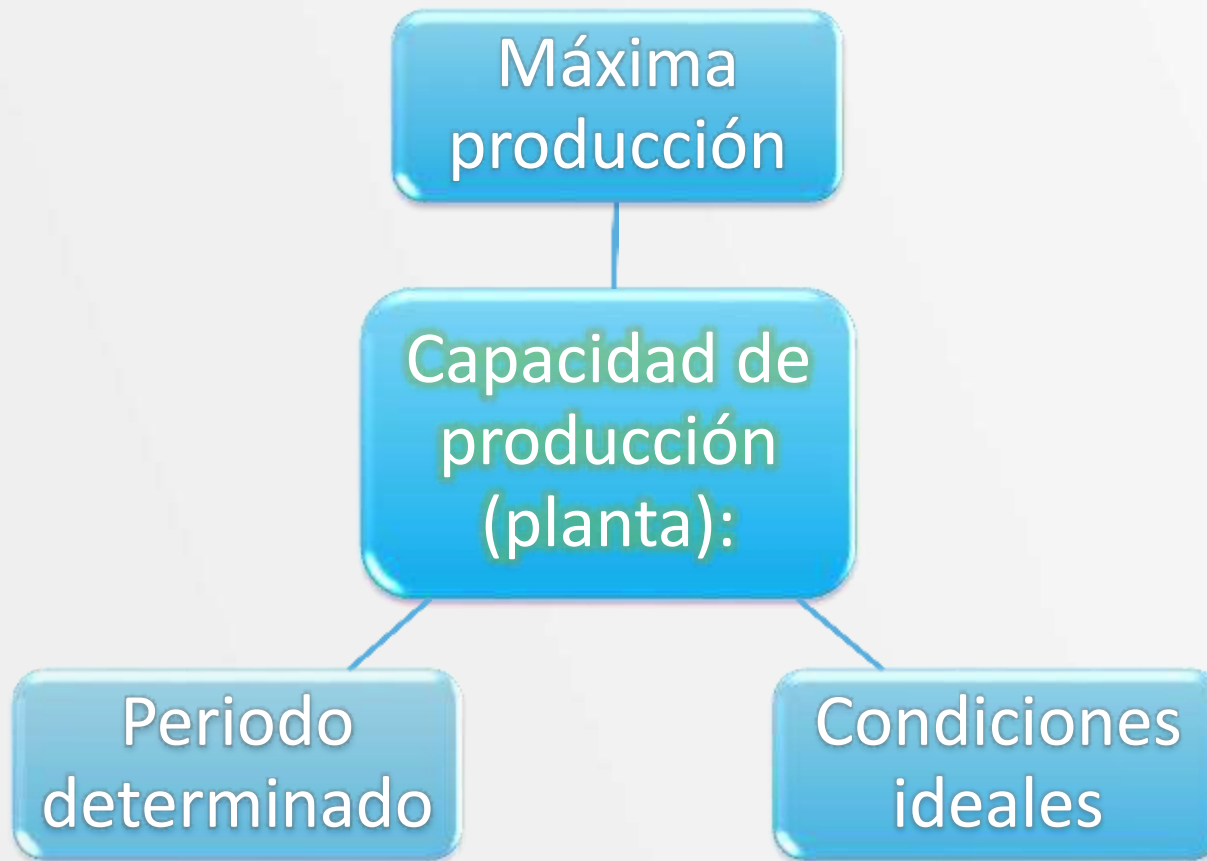 Máxima
producción
Capacidad de
producción
(planta):
Periodo
determinado
Condiciones
ideales